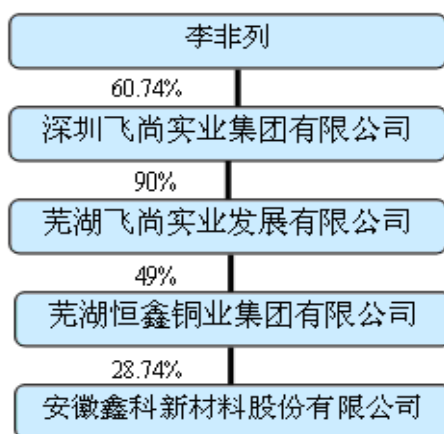 李非列
60.74%
深圳飞尚实业集团有限公司
90%
芜湖飞尚实业发展有限公司
49%
芜湖恒鑫铜业集团有限公司
28.74%
安徽鑫科新材料股份有限公司